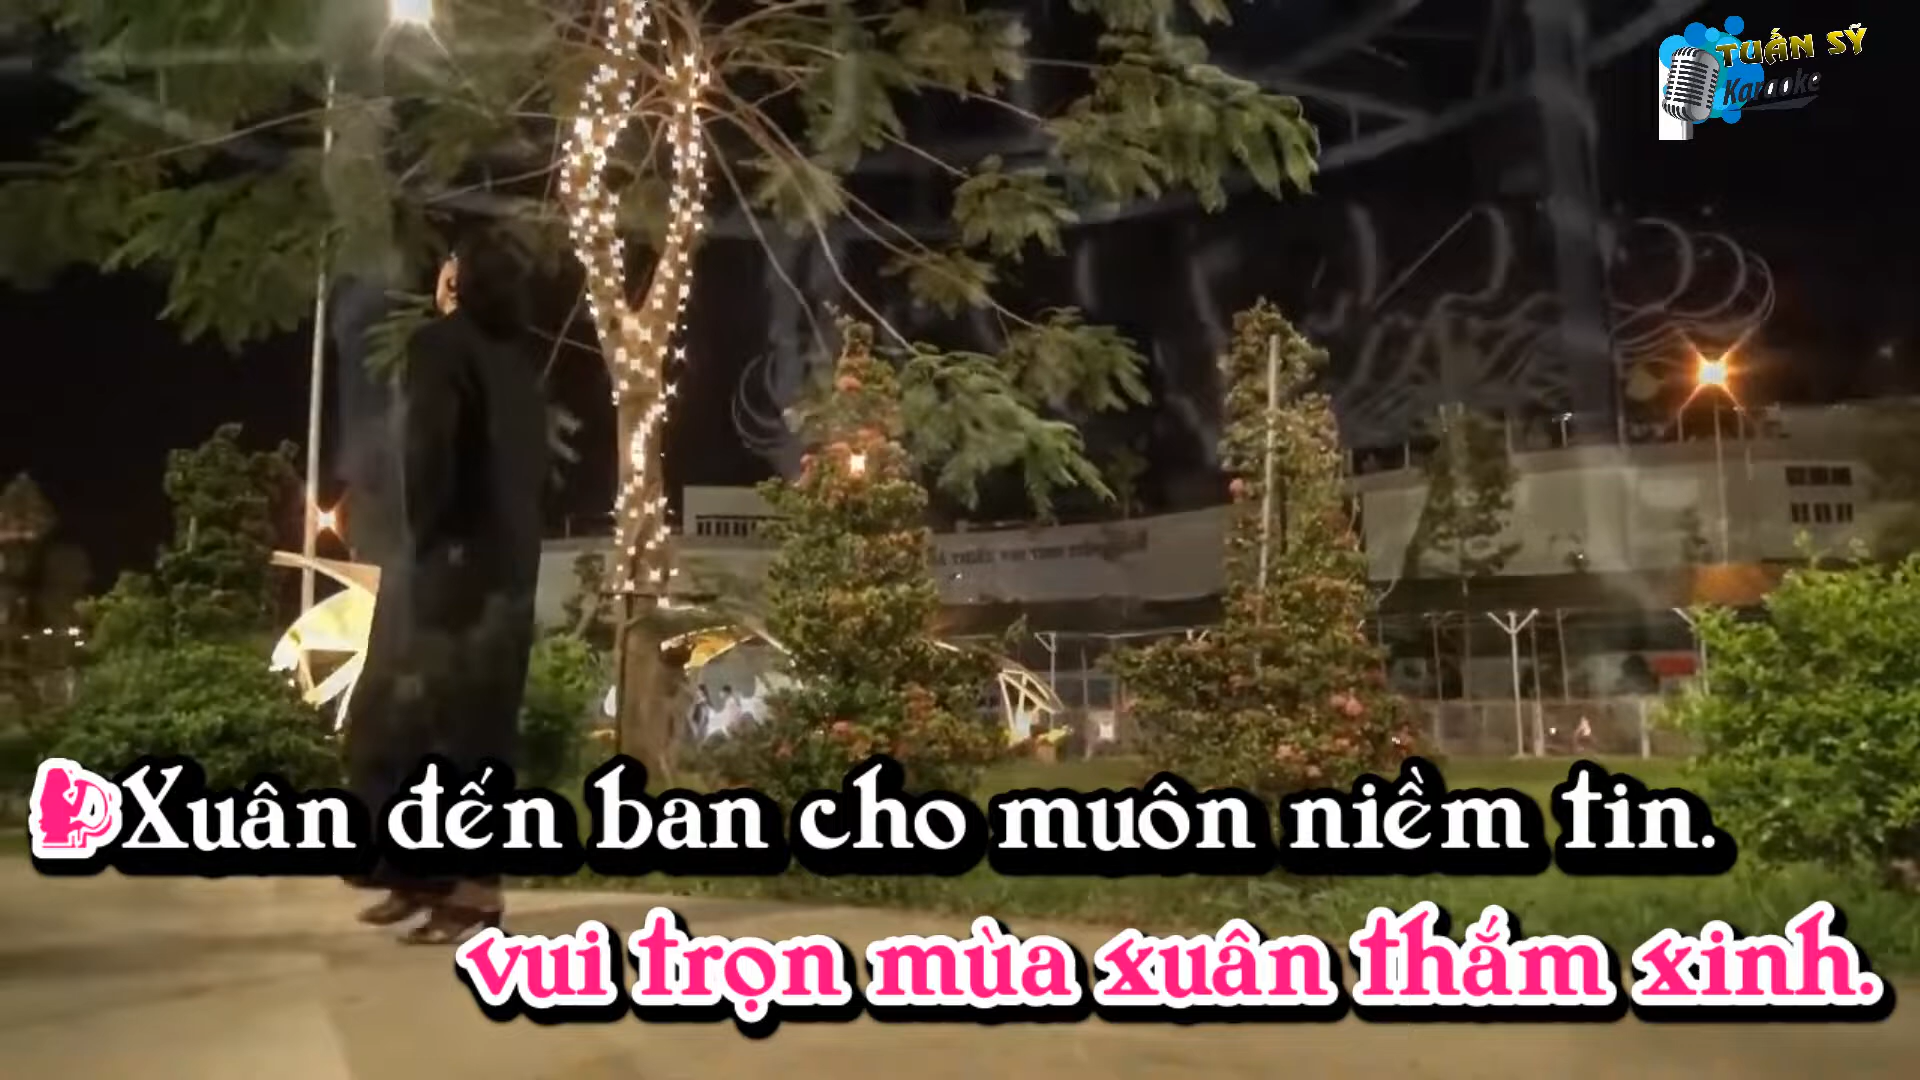 TUẤN SỸ
Karaoke
Xuân đến ban cho muôn niềm tin.
vui trọn mùa xuân thắm xinh.